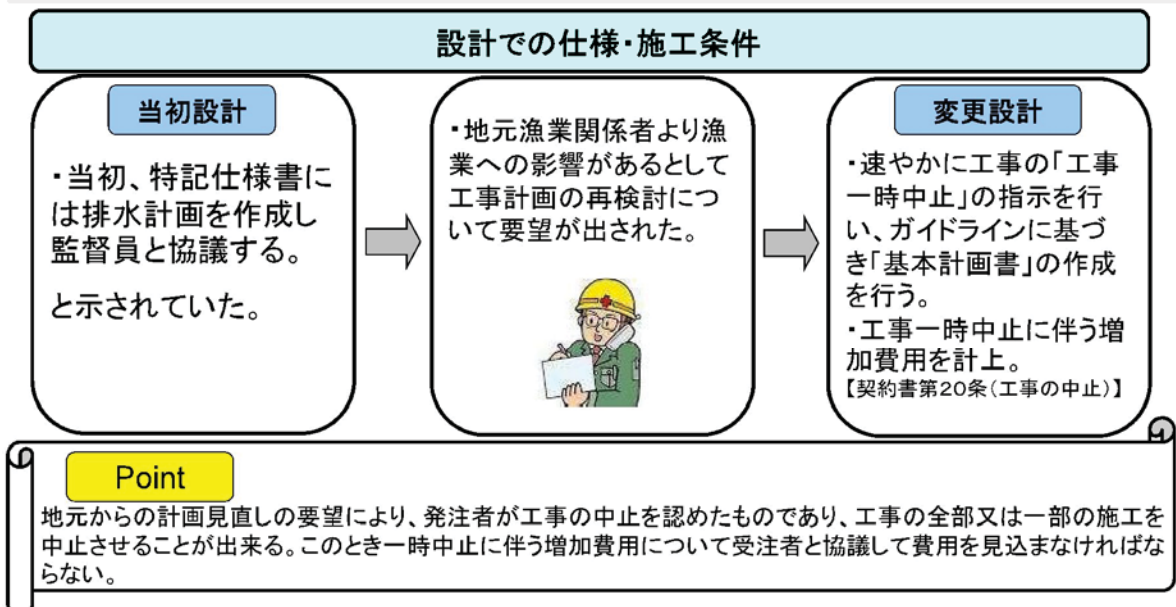 設計での仕様・施工条件
当初設計
・当初、特記仕様書に
は排水計画を作成し
監督員と協議する。
と示されていた。
・地元漁業関係者より漁
業への影響があるとして
工事計画の再検討につ
いて要望が出された。
変更設計
・速やかに工事の「工事
一時中止」の指示を行
い、ガイドラインに基づ
き「基本計画書」の作成
を行う。
・工事一時中止に伴う増
加費用を計上。
【契約書第20条(工事の中止)】
Point
地元からの計画見直しの要望により、発注者が工事の中止を認めたものであり、工事の全部又は一部の施工を
中止させることが出来る。このとき一時中止に伴う増加費用について受注者と協議して費用を見込まなければな
らない。